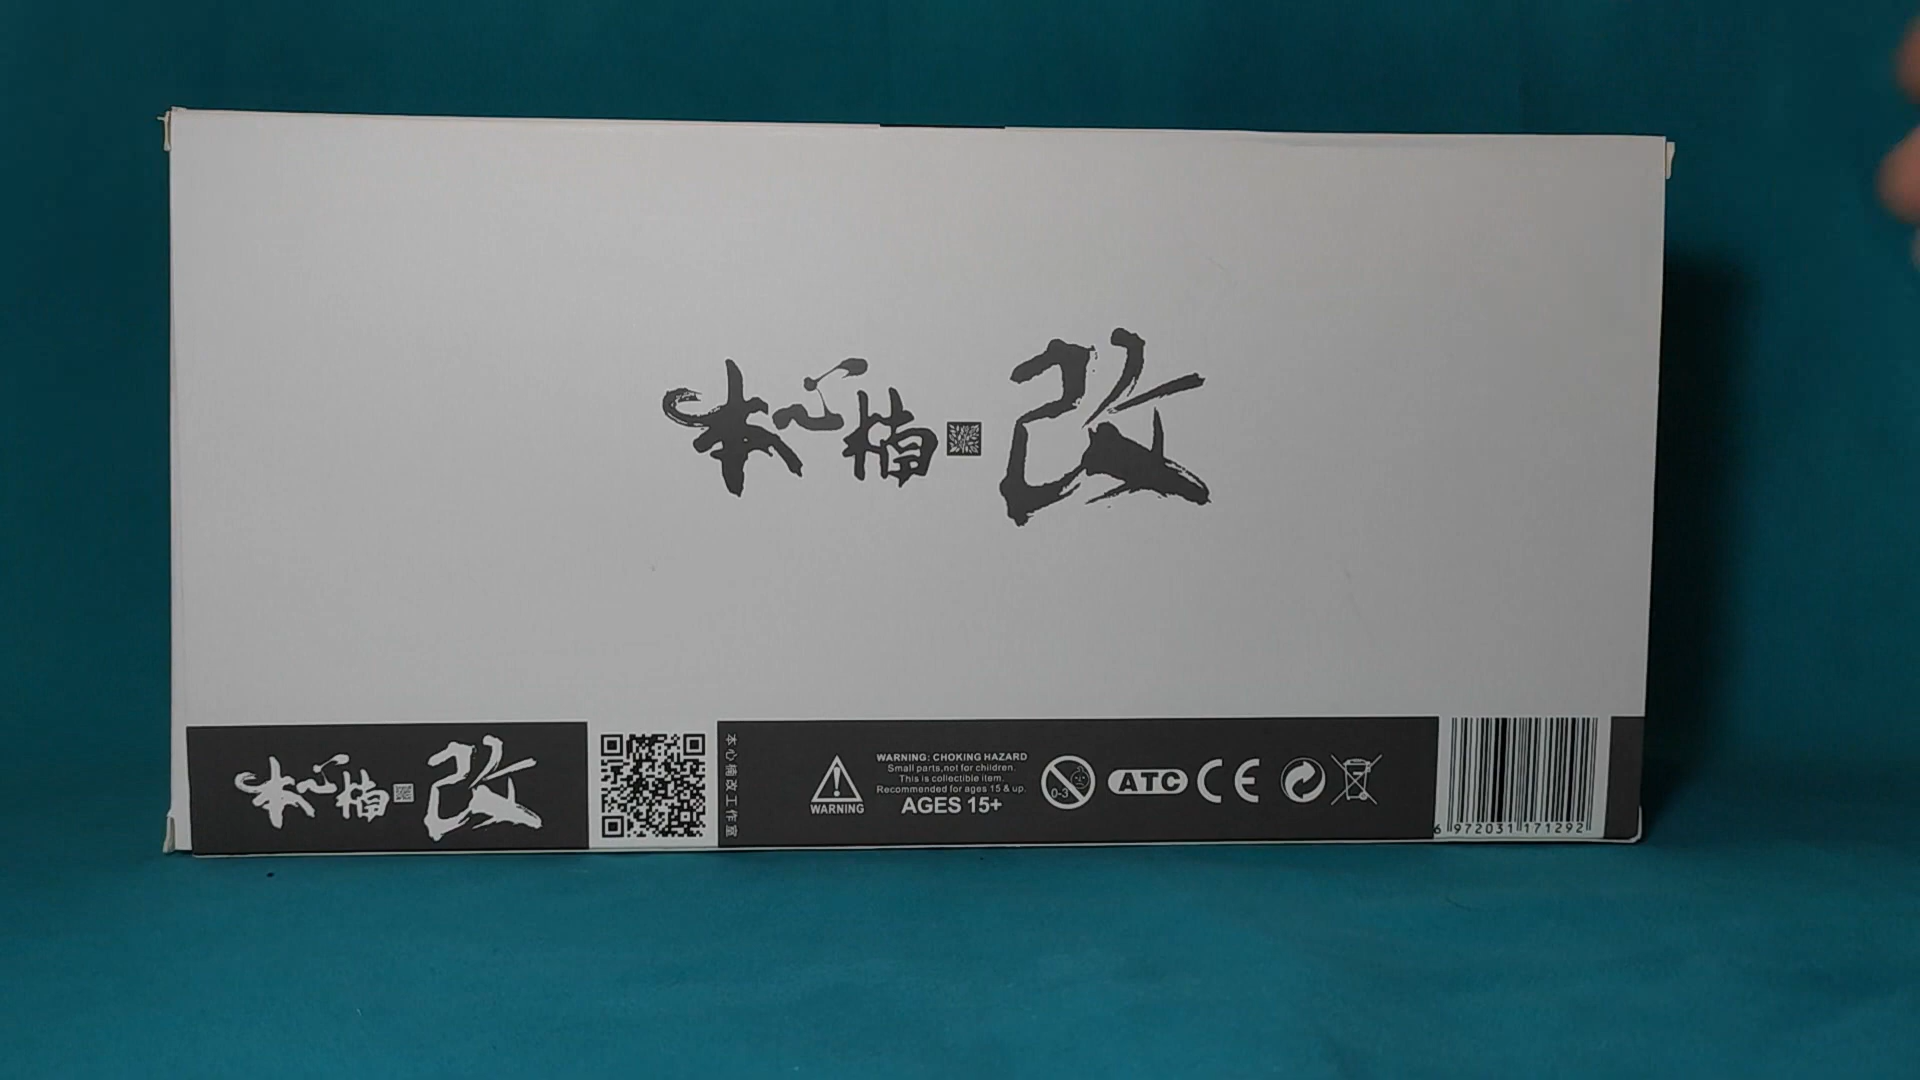 本心楠改
本心楠改
本心楠改工作室
WARNING
WARNING: CHOKING HAZARD
Small parts,not for children.
This is collectible item.
Recommended for ages 15 & up.
AGES 15+
0-3
ATC
CE
6 972031 171292